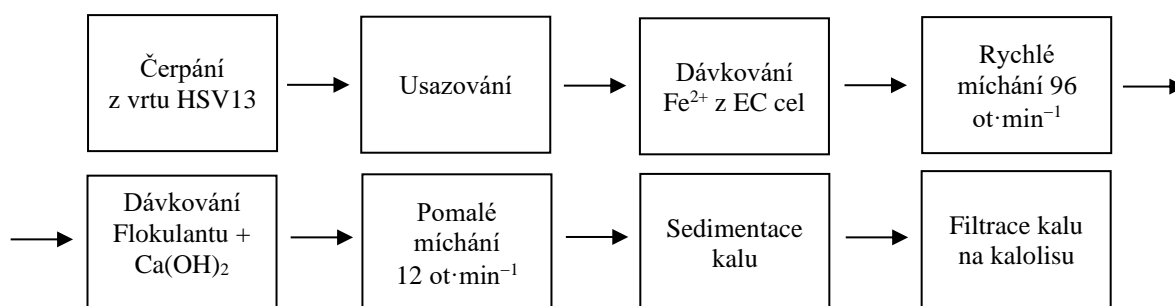 Čerpání
z vrtu HSV13
Usazování
Dávkování
Fe²⁺ z EC cel
Rychlé
míchání 96
ot·min⁻¹
Dávkování
Flokulantu +
Ca(OH)₂
Pomalé
míchání
12 ot·min⁻¹
Sedimentace
kalu
Filtrace kalu
na kalolisu